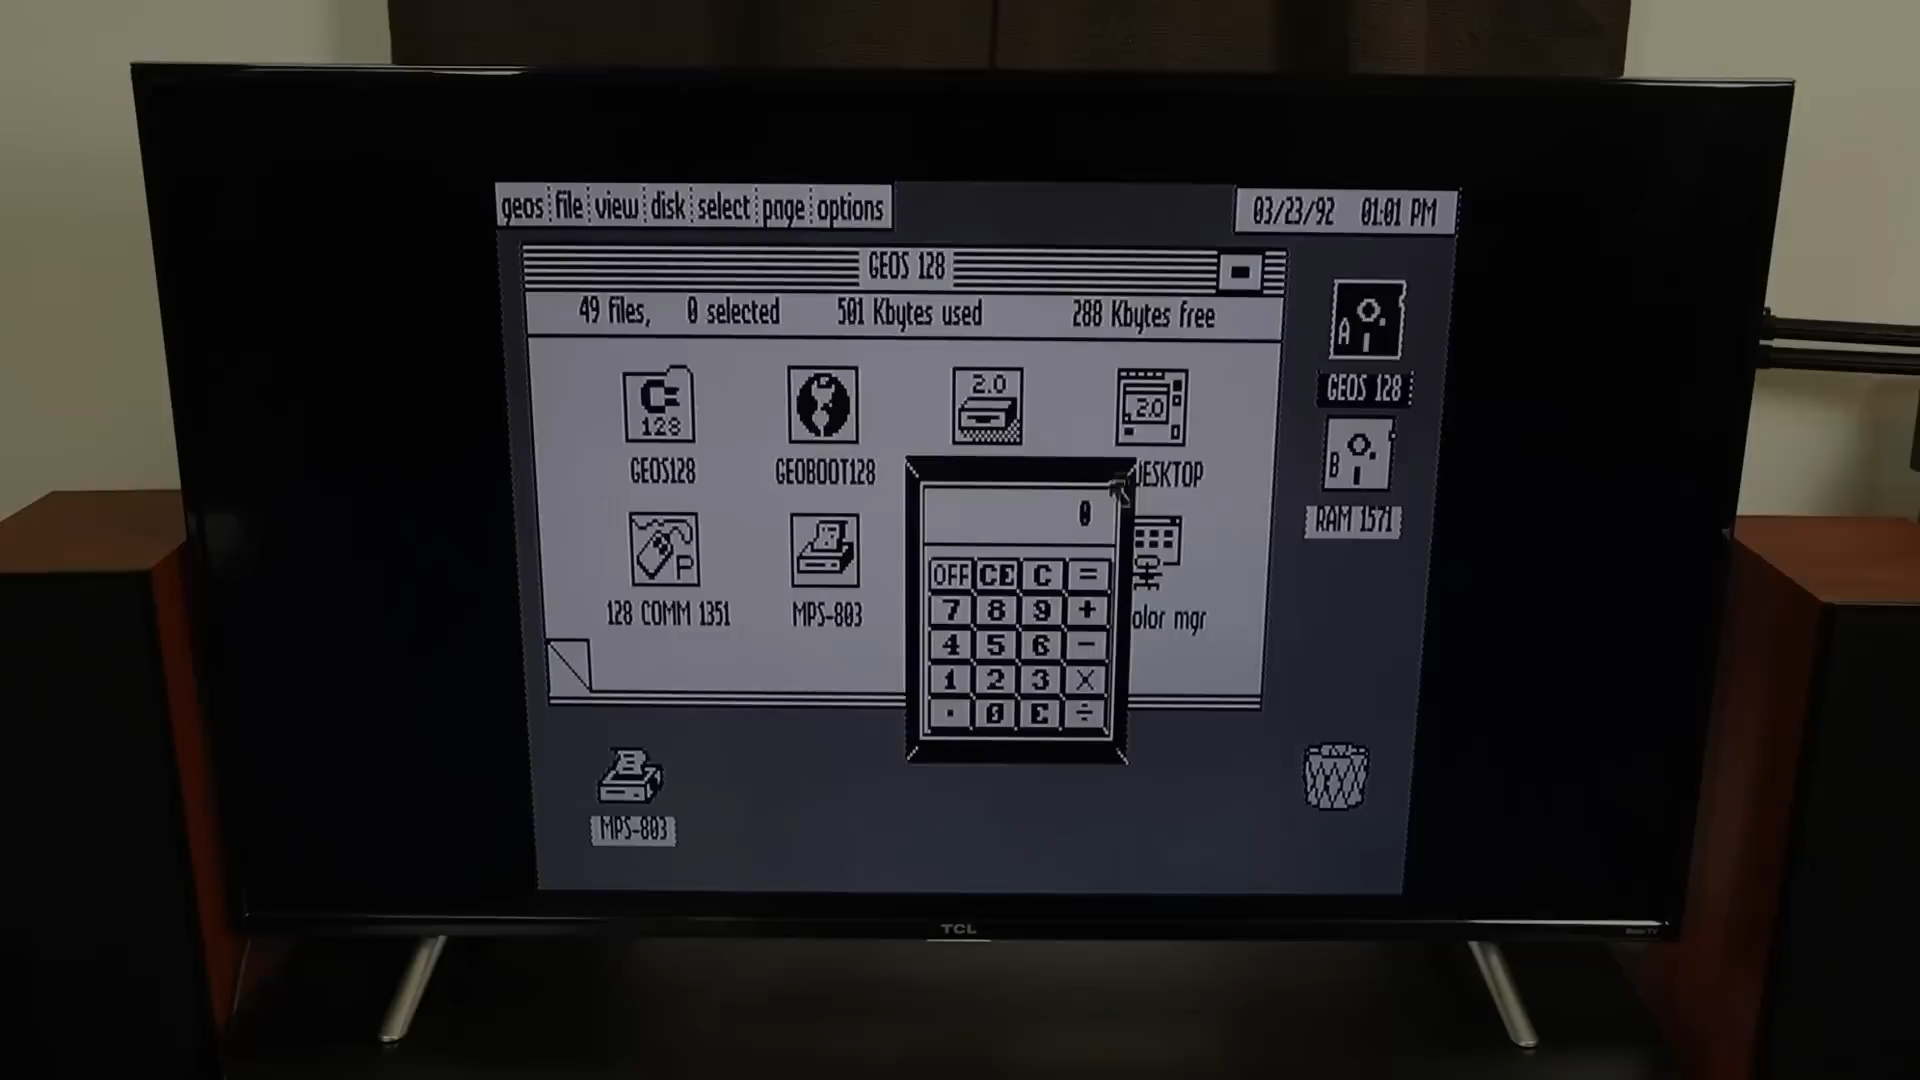 geos file view disk select page options
03/23/92 01:01 PM
GEOS 128
49 files, 0 selected 501 Kbytes used 288 Kbytes free
C 128
2.0
2.0
GEOS128
GEOBOOT128
DESKTOP
A
GEOS 128
B
RAM 1571
P
128 COMM 1351
MPS-803
olor mgr
0
OFF CE C =
7 8 9 +
4 5 6 −
1 2 3 X
. 0 E ÷
MPS-803
TCL
Roku TV